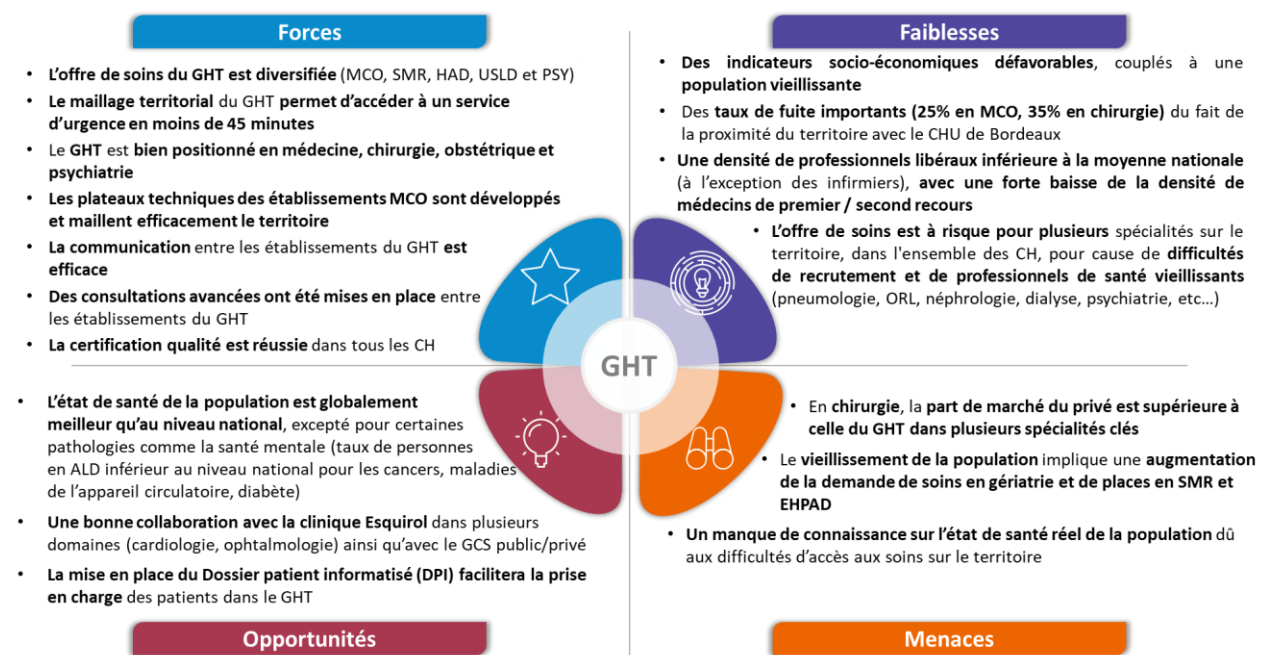 Forces
• L'offre de soins du GHT est diversifiée (MCO, SMR, HAD, USLD et PSY)
• Le maillage territorial du GHT permet d'accéder à un service
d'urgence en moins de 45 minutes
• Le GHT est bien positionné en médecine, chirurgie, obstétrique et
psychiatrie
• Les plateaux techniques des établissements MCO sont développés
et maillent efficacement le territoire
• La communication entre les établissements du GHT est
efficace
• Des consultations avancées ont été mises en place entre
les établissements du GHT
• La certification qualité est réussie dans tous les CH
Faiblesses
• Des indicateurs socio-économiques défavorables, couplés à une
population vieillissante
• Des taux de fuite importants (25% en MCO, 35% en chirurgie) du fait de
la proximité du territoire avec le CHU de Bordeaux
• Une densité de professionnels libéraux inférieure à la moyenne nationale
(à l'exception des infirmiers), avec une forte baisse de la densité de
médecins de premier / second recours
• L'offre de soins est à risque pour plusieurs spécialités sur le
territoire, dans l'ensemble des CH, pour cause de difficultés
de recrutement et de professionnels de santé vieillissants
(pneumologie, ORL, néphrologie, dialyse, psychiatrie, etc…)
GHT
• L'état de santé de la population est globalement
meilleur qu'au niveau national, excepté pour certaines
pathologies comme la santé mentale (taux de personnes
en ALD inférieur au niveau national pour les cancers, maladies
de l'appareil circulatoire, diabète)
• Une bonne collaboration avec la clinique Esquirol dans plusieurs
domaines (cardiologie, ophtalmologie) ainsi qu'avec le GCS public/privé
• La mise en place du Dossier patient informatisé (DPI) facilitera la prise
en charge des patients dans le GHT
Opportunités
• En chirurgie, la part de marché du privé est supérieure à
celle du GHT dans plusieurs spécialités clés
• Le vieillissement de la population implique une augmentation
de la demande de soins en gériatrie et de places en SMR et
EHPAD
• Un manque de connaissance sur l'état de santé réel de la population dû
aux difficultés d'accès aux soins sur le territoire
Menaces